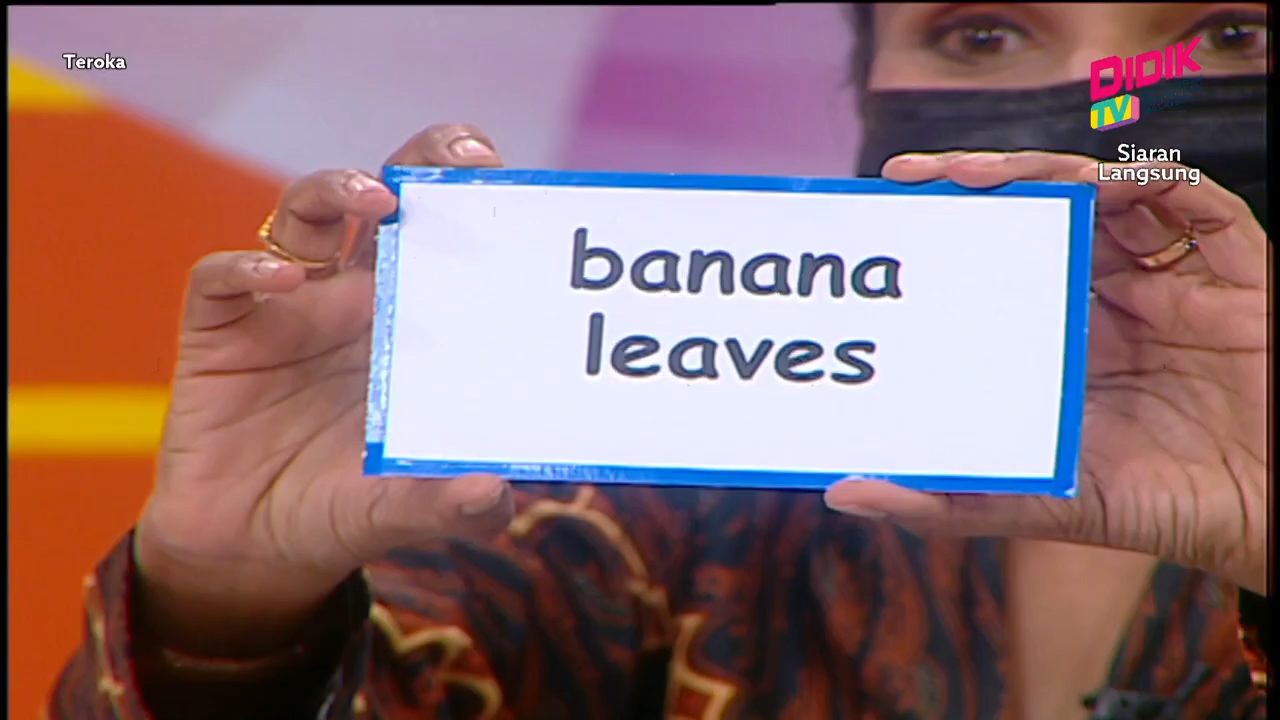 Teroka
DIDIK
TV
Siaran
Langsung
banana
leaves